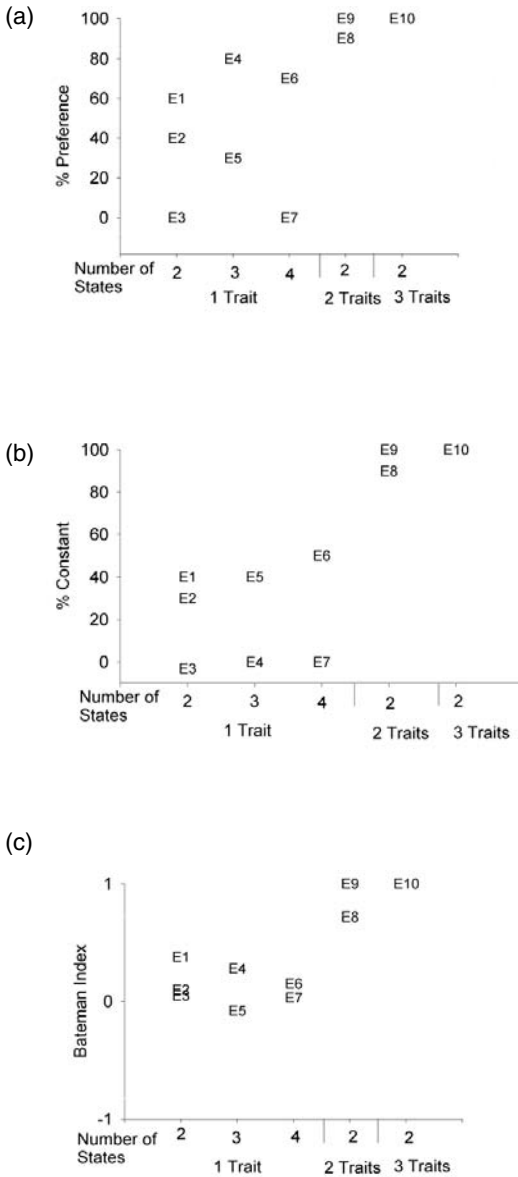 (a)
100
80
60
40
20
0
% Preference
E1
E2
E3
E4
E5
E6
E7
E9
E8
E10
Number of States
2 3 4 2 2
1 Trait 2 Traits 3 Traits
(b)
100
80
60
40
20
0
% Constant
E1
E2
E3
E5
E4
E6
E7
E9
E8
E10
Number of States
2 3 4 2 2
1 Trait 2 Traits 3 Traits
(c)
1
0
-1
Bateman Index
E1
E2
E3
E4
E5
E6
E7
E9
E8
E10
Number of States
2 3 4 2 2
1 Trait 2 Traits 3 Traits